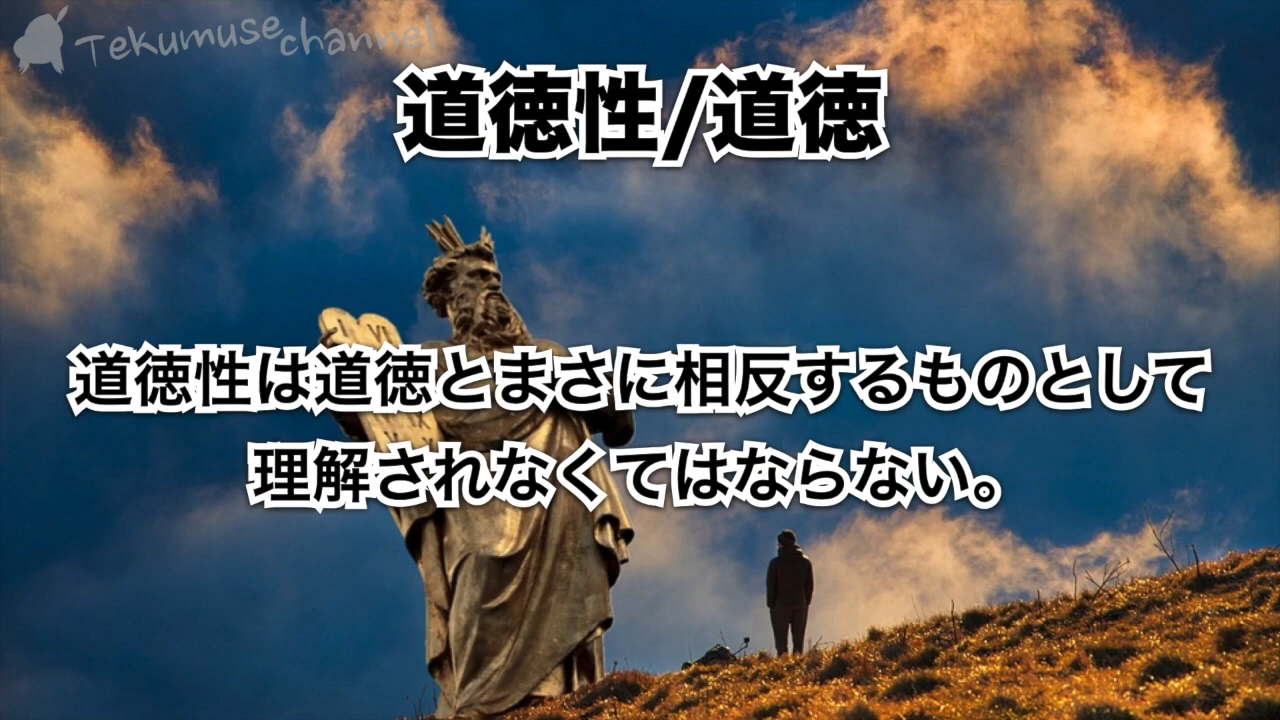 Tekumuse channel
道徳性/道徳
I VI
道徳性は道徳とまさに相反するものとして
理解されなくてはならない。